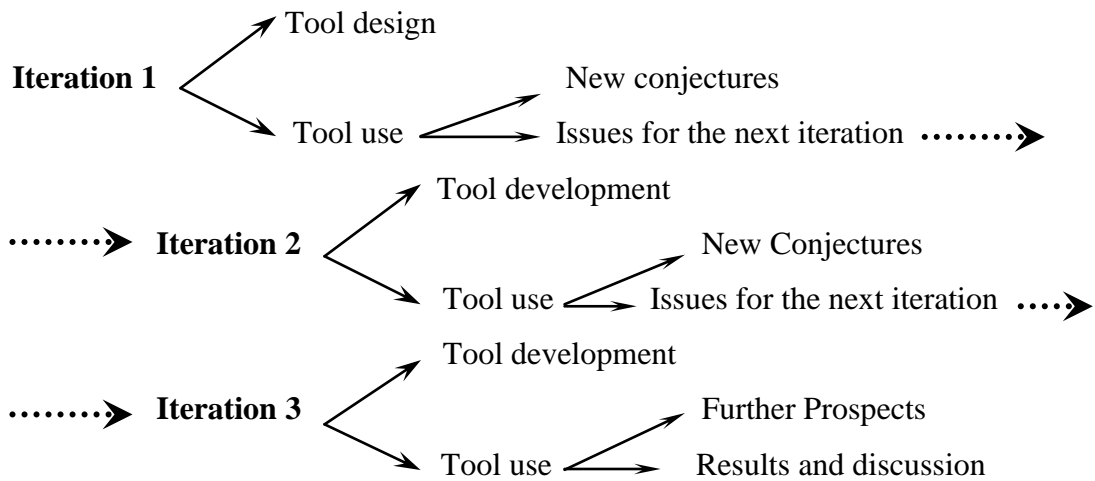 Tool design
Iteration 1
New conjectures
Tool use
Issues for the next iteration
Tool development
Iteration 2
New Conjectures
Tool use
Issues for the next iteration
Tool development
Iteration 3
Further Prospects
Tool use
Results and discussion